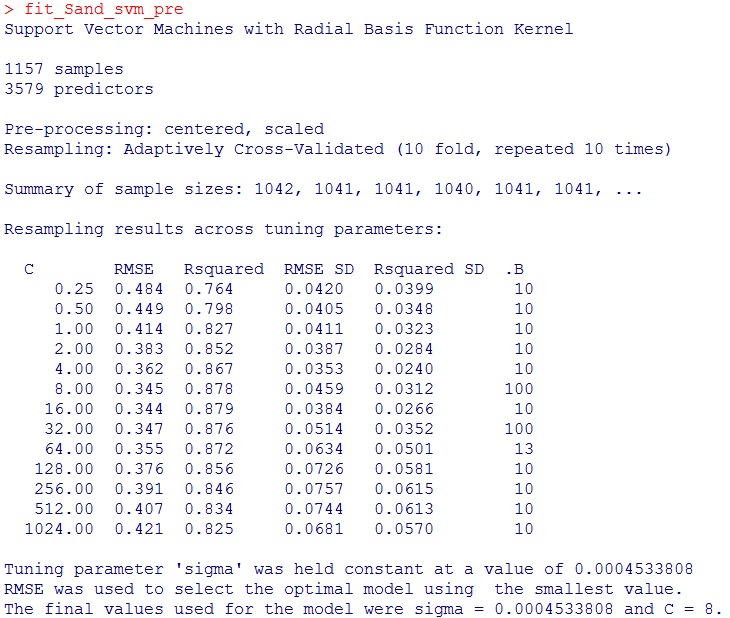 > fit_Sand_svm_pre
Support Vector Machines with Radial Basis Function Kernel
1157 samples
3579 predictors
Pre-processing: centered, scaled
Resampling: Adaptively Cross-Validated (10 fold, repeated 10 times)
Summary of sample sizes: 1042, 1041, 1041, 1040, 1041, 1041, ...
Resampling results across tuning parameters:
C RMSE Rsquared RMSE SD Rsquared SD .B
0.25 0.484 0.764 0.0420 0.0399 10
0.50 0.449 0.798 0.0405 0.0348 10
1.00 0.414 0.827 0.0411 0.0323 10
2.00 0.383 0.852 0.0387 0.0284 10
4.00 0.362 0.867 0.0353 0.0240 10
8.00 0.345 0.878 0.0459 0.0312 100
16.00 0.344 0.879 0.0384 0.0266 10
32.00 0.347 0.876 0.0514 0.0352 100
64.00 0.355 0.872 0.0634 0.0501 13
128.00 0.376 0.856 0.0726 0.0581 10
256.00 0.391 0.846 0.0757 0.0615 10
512.00 0.407 0.834 0.0744 0.0613 10
1024.00 0.421 0.825 0.0681 0.0570 10
Tuning parameter 'sigma' was held constant at a value of 0.0004533808
RMSE was used to select the optimal model using  the smallest value.
The final values used for the model were sigma = 0.0004533808 and C = 8.